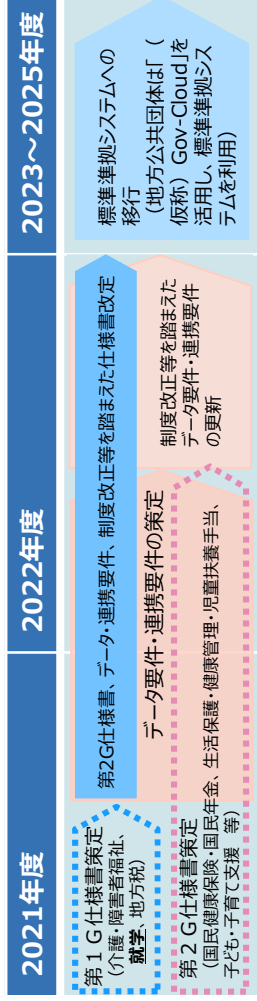 2021年度
2022年度
2023～2025年度
第１G仕様書策定
（介護・障害者福祉、
就学、地方税）
第２G仕様書、データ・連携要件、制度改正等を踏まえた仕様書改定
データ要件・連携要件の策定
第２G仕様書策定
（国民健康保険・国民年金、生活保護・健康管理・児童扶養手当、
子ども・子育て支援　等）
制度改正等を踏まえた
データ要件・連携要件
の更新
標準準拠システムへの
移行
（地方公共団体は「（
仮称）Gov-Cloud」を
活用し、標準準拠シス
テムを利用）